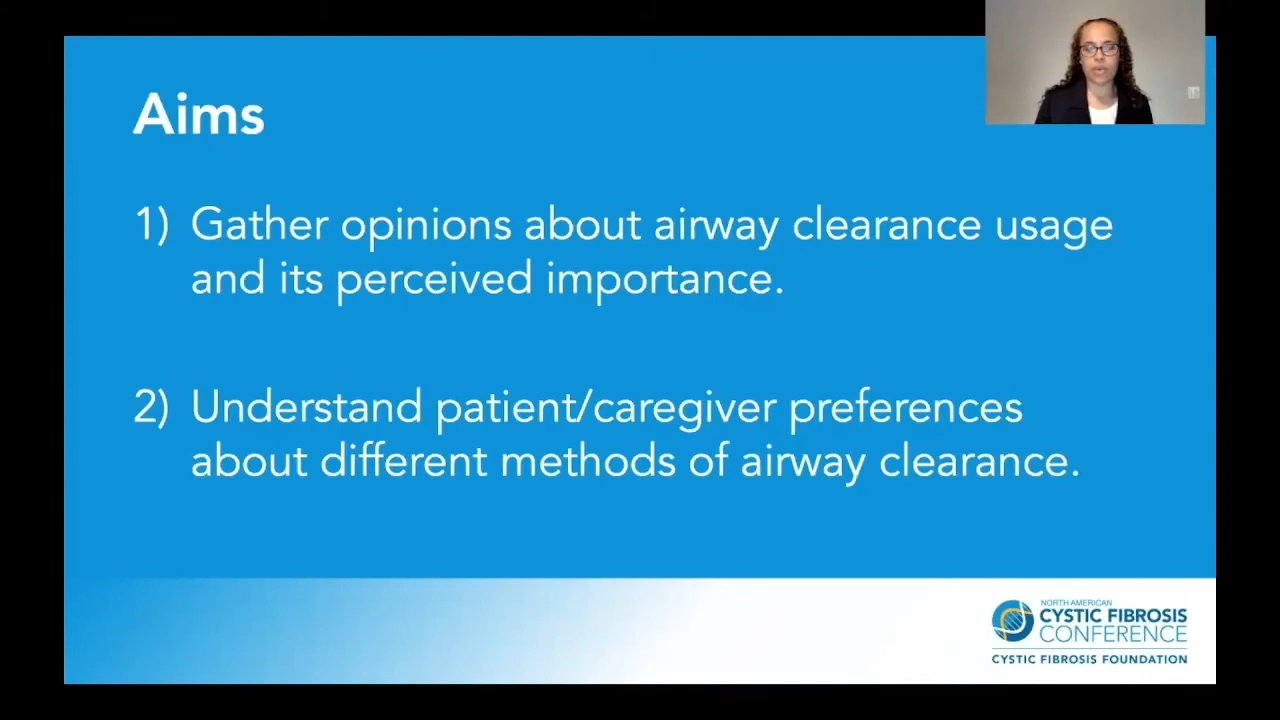 Aims
1) Gather opinions about airway clearance usage
and its perceived importance.
2) Understand patient/caregiver preferences
about different methods of airway clearance.
NORTH AMERICAN
CYSTIC FIBROSIS
CONFERENCE
CYSTIC FIBROSIS FOUNDATION